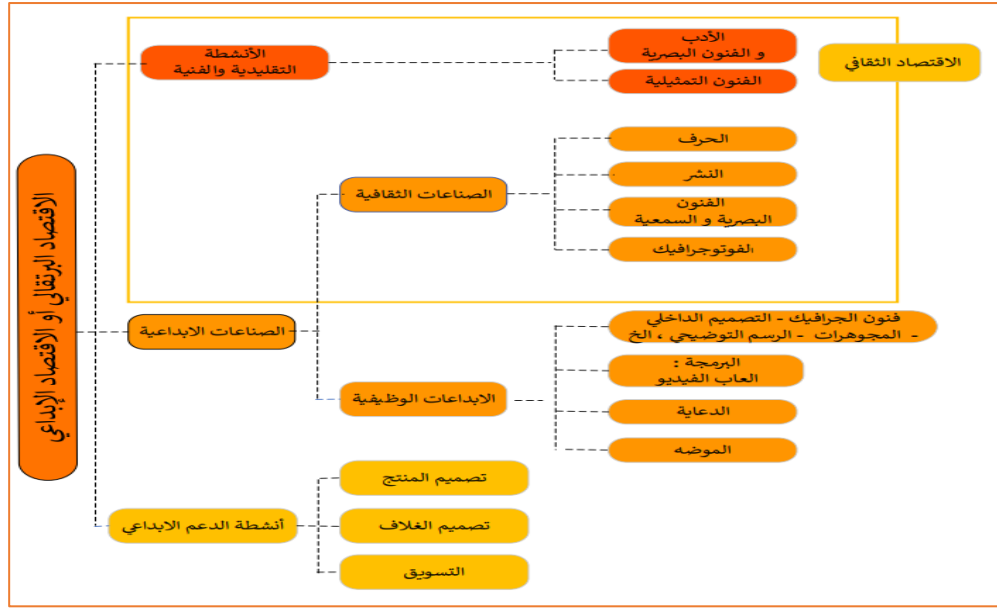 الاقتصاد البرتقالي أو الاقتصاد الإبداعي
الاقتصاد الثقافي
الأنشطة
التقليدية والفنية
الأدب
و الفنون البصرية
الفنون التمثيلية
الصناعات الابداعية
الصناعات الثقافية
الحرف
النشر
الفنون
البصرية و السمعية
الفوتوجرافيك
الابداعات الوظيفية
فنون الجرافيك - التصميم الداخلي
- المجوهرات - الرسم التوضيحي ، الخ
البرمجة :
العاب الفيديو
الدعاية
الموضه
أنشطة الدعم الابداعي
تصميم المنتج
تصميم الغلاف
التسويق